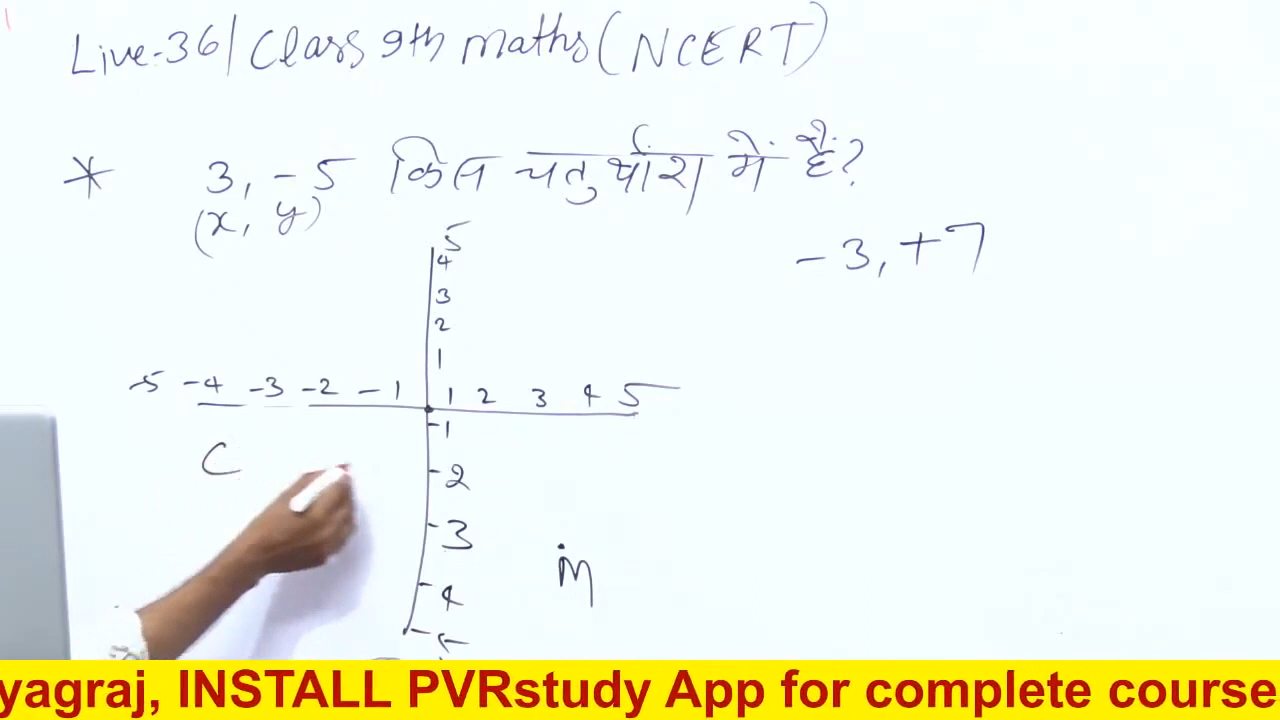 Live-36| Class 9th maths (NCERT)
* 3, -5 किस चतुर्थांश में है?
(x, y)
-3, +7
5
4
3
2
1
-5 -4 -3 -2 -1 1 2 3 4 5
-1
C
-2
-3
-4
-5
yagraj, INSTALL PVRstudy App for complete course